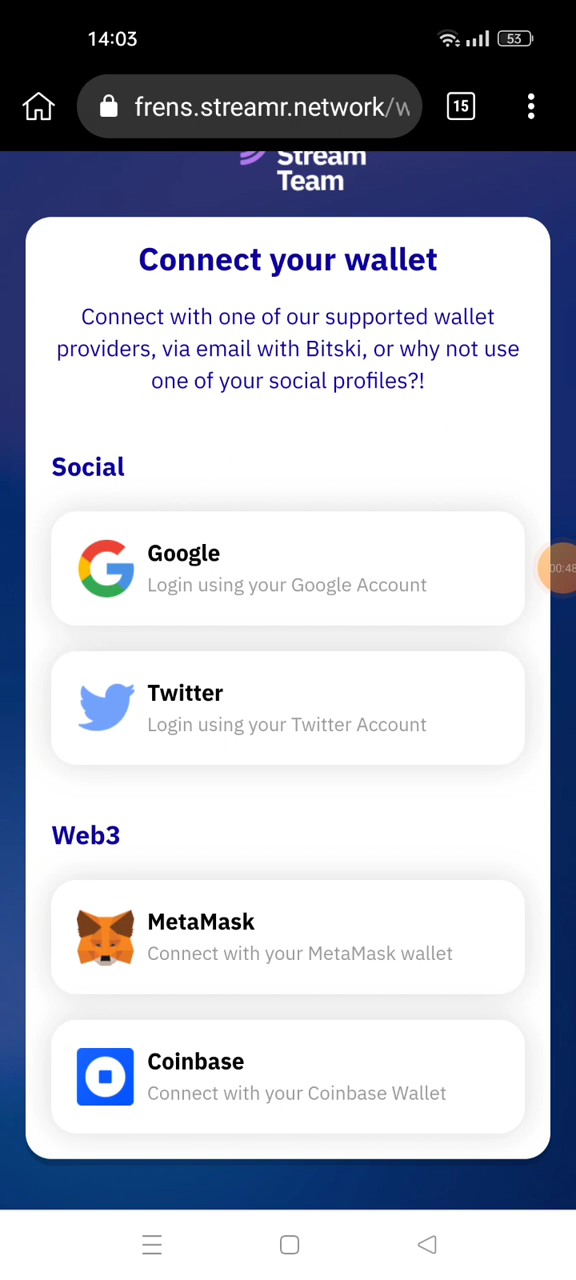 14:03
53
frens.streamr.network/w
15
Stream
Team
Connect your wallet
Connect with one of our supported wallet
providers, via email with Bitski, or why not use
one of your social profiles?!
Social
Google
Login using your Google Account
00:48
Twitter
Login using your Twitter Account
Web3
MetaMask
Connect with your MetaMask wallet
Coinbase
Connect with your Coinbase Wallet